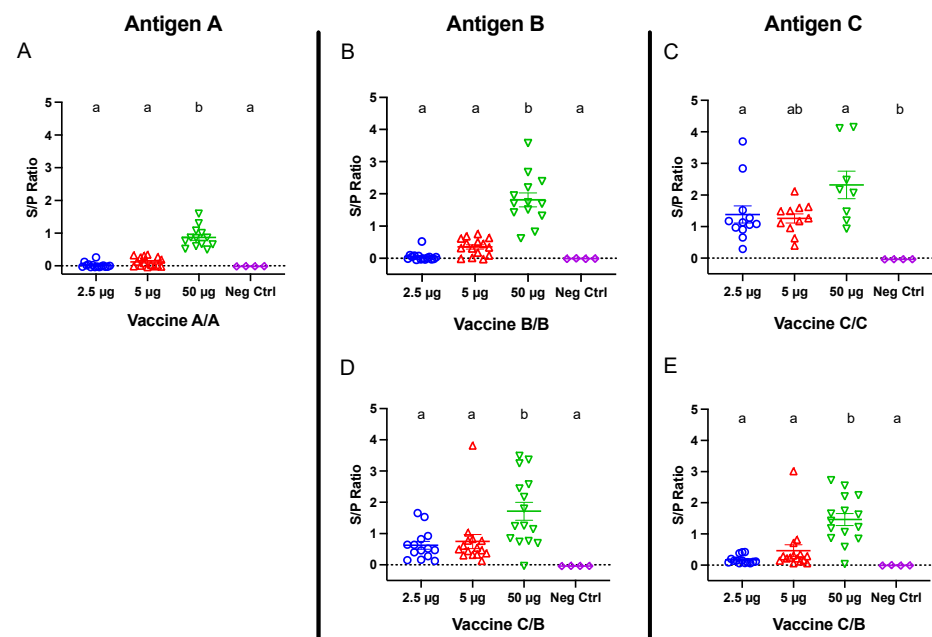 Antigen A
Antigen B
Antigen C
A
a a b a
5
4
3
2
1
0
S/P Ratio
2.5 µg 5 µg 50 µg Neg Ctrl
Vaccine A/A
B
a a b a
5
4
3
2
1
0
S/P Ratio
2.5 µg 5 µg 50 µg Neg Ctrl
Vaccine B/B
C
a ab a b
5
4
3
2
1
0
S/P Ratio
2.5 µg 5 µg 50 µg Neg Ctrl
Vaccine C/C
D
a a b a
5
4
3
2
1
0
S/P Ratio
2.5 µg 5 µg 50 µg Neg Ctrl
Vaccine C/B
E
a a b a
5
4
3
2
1
0
S/P Ratio
2.5 µg 5 µg 50 µg Neg Ctrl
Vaccine C/B